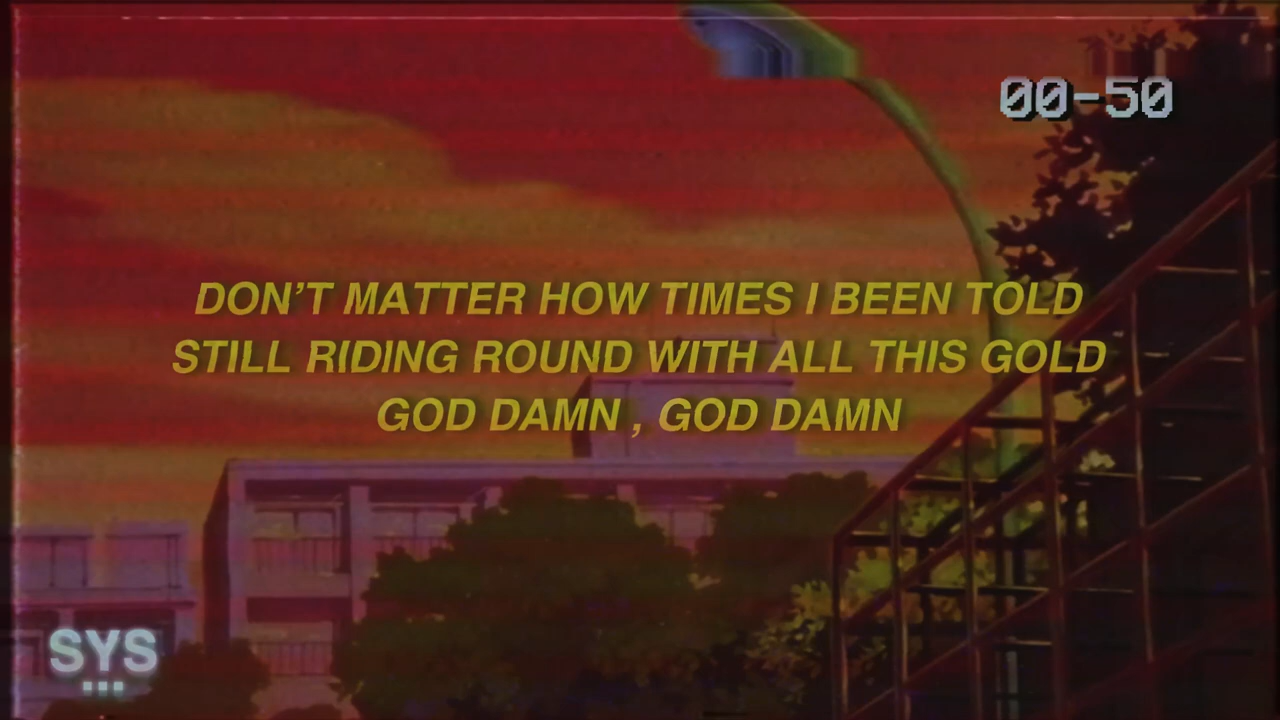 00-50
DON'T MATTER HOW TIMES I BEEN TOLD
STILL RIDING ROUND WITH ALL THIS GOLD
GOD DAMN , GOD DAMN
SYS